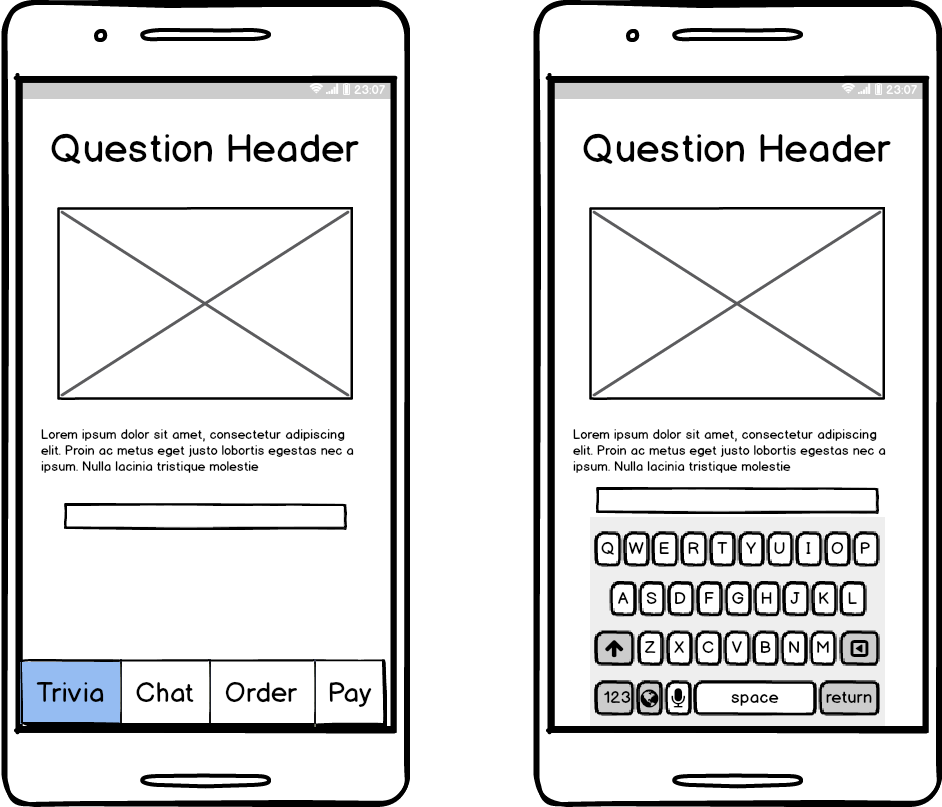 23:07
Question Header
Lorem ipsum dolor sit amet, consectetur adipiscing
elit. Proin ac metus eget justo lobortis egestas nec a
ipsum. Nulla lacinia tristique molestie
Trivia Chat Order Pay
23:07
Question Header
Lorem ipsum dolor sit amet, consectetur adipiscing
elit. Proin ac metus eget justo lobortis egestas nec a
ipsum. Nulla lacinia tristique molestie
Q W E R T Y U I O P
A S D F G H J K L
Z X C V B N M
123 space return